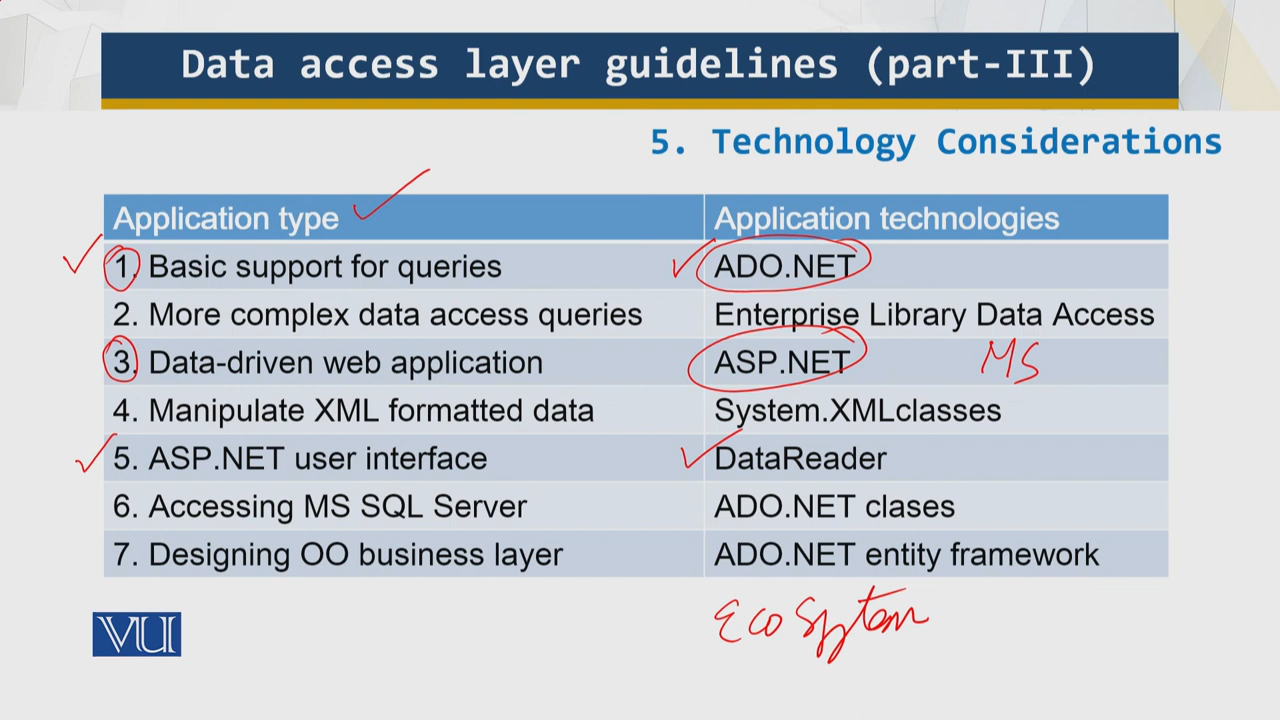 Data access layer guidelines (part-III)
5. Technology Considerations
Application type Application technologies
1. Basic support for queries ADO.NET
2. More complex data access queries Enterprise Library Data Access
3. Data-driven web application ASP.NET
MS
4. Manipulate XML formatted data System.XMLclasses
5. ASP.NET user interface DataReader
6. Accessing MS SQL Server ADO.NET clases
7. Designing OO business layer ADO.NET entity framework
Eco Sytem
VU